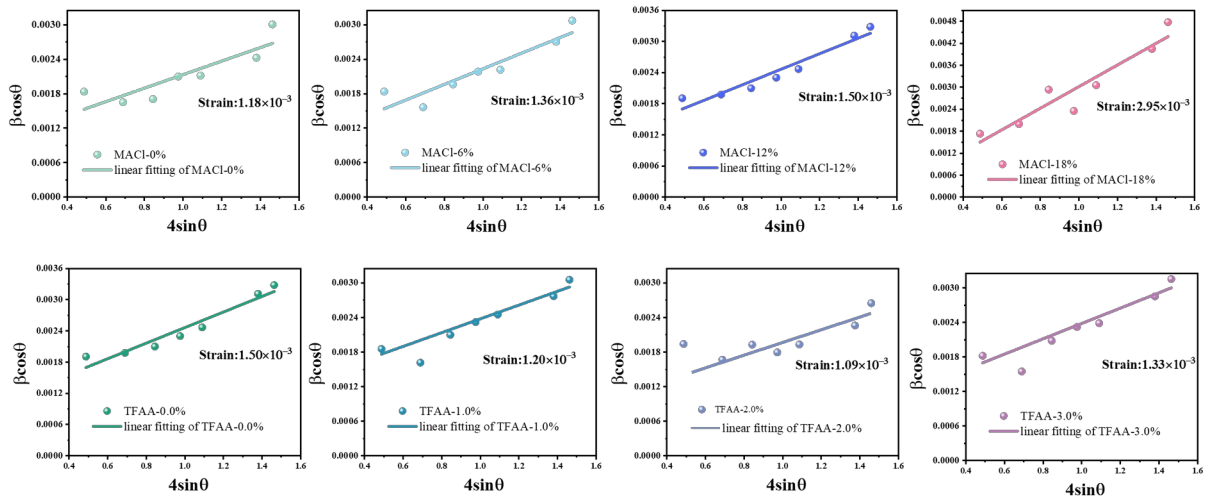 βcosθ
0.0030
0.0024
0.0018
0.0012
0.0006
0.0000
Strain:1.18×10⁻³
MACl-0%
linear fitting of MACl-0%
0.4 0.6 0.8 1.0 1.2 1.4 1.6
4sinθ
0.0030
0.0024
0.0018
0.0012
0.0006
0.0000
Strain:1.36×10⁻³
MACl-6%
linear fitting of MACl-6%
0.4 0.6 0.8 1.0 1.2 1.4 1.6
4sinθ
βcosθ
0.0036
0.0030
0.0024
0.0018
0.0012
0.0006
0.0000
Strain:1.50×10⁻³
MACl-12%
linear fitting of MACl-12%
0.4 0.6 0.8 1.0 1.2 1.4 1.6
4sinθ
0.0048
0.0042
0.0036
0.0030
0.0024
0.0018
0.0012
0.0006
0.0000
Strain:2.95×10⁻³
MACl-18%
linear fitting of MACl-18%
0.4 0.6 0.8 1.0 1.2 1.4 1.6
4sinθ
βcosθ
0.0036
0.0030
0.0024
0.0018
0.0012
0.0006
0.0000
Strain:1.50×10⁻³
TFAA-0.0%
linear fitting of TFAA-0.0%
0.4 0.6 0.8 1.0 1.2 1.4 1.6
4sinθ
0.0030
0.0024
0.0018
0.0012
0.0006
0.0000
Strain:1.20×10⁻³
TFAA-1.0%
linear fitting of TFAA-1.0%
0.4 0.6 0.8 1.0 1.2 1.4 1.6
4sinθ
βcosθ
0.0030
0.0024
0.0018
0.0012
0.0006
0.0000
Strain:1.09×10⁻³
TFAA-2.0%
linear fitting of TFAA-2.0%
0.4 0.6 0.8 1.0 1.2 1.4 1.6
4sinθ
0.0030
0.0024
0.0018
0.0012
0.0006
0.0000
Strain:1.33×10⁻³
TFAA-3.0%
linear fitting of TFAA-3.0%
0.4 0.6 0.8 1.0 1.2 1.4 1.6
4sinθ